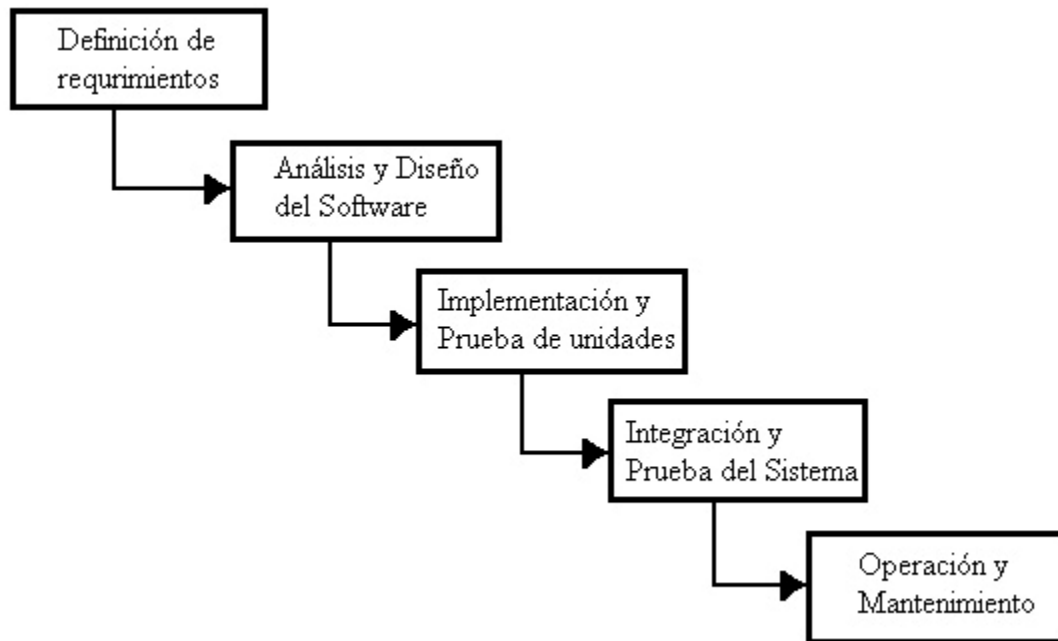 Definición de
requrimientos
Análisis y Diseño
del Software
Implementación y
Prueba de unidades
Integración y
Prueba del Sistema
Operación y
Mantenimiento